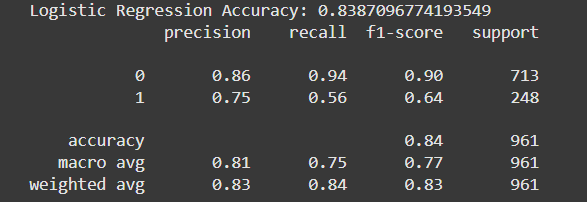 Logistic Regression Accuracy: 0.8387096774193549
precision recall f1-score support
0 0.86 0.94 0.90 713
1 0.75 0.56 0.64 248
accuracy 0.84 961
macro avg 0.81 0.75 0.77 961
weighted avg 0.83 0.84 0.83 961